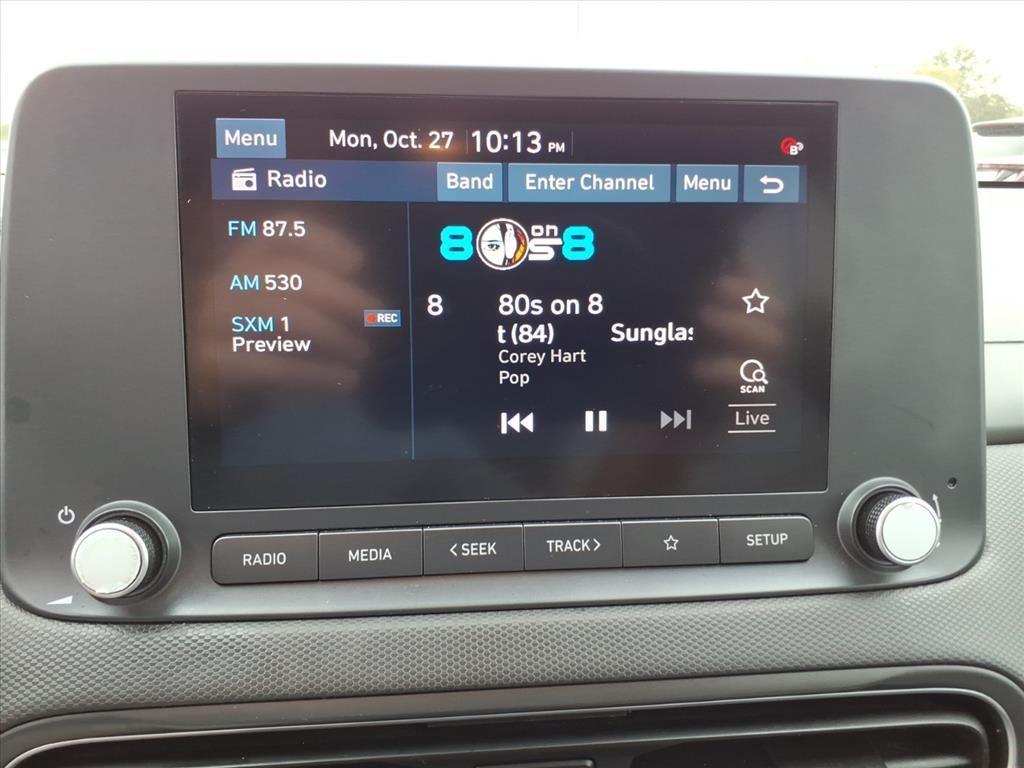 Menu Mon, Oct. 27 10:13 PM
B
Radio Band Enter Channel Menu
FM 87.5
AM 530
SXM 1 REC
Preview
8 on 8
8 80s on 8
t (84) Sunglas
Corey Hart
Pop
SCAN
Live
RADIO MEDIA < SEEK TRACK > SETUP